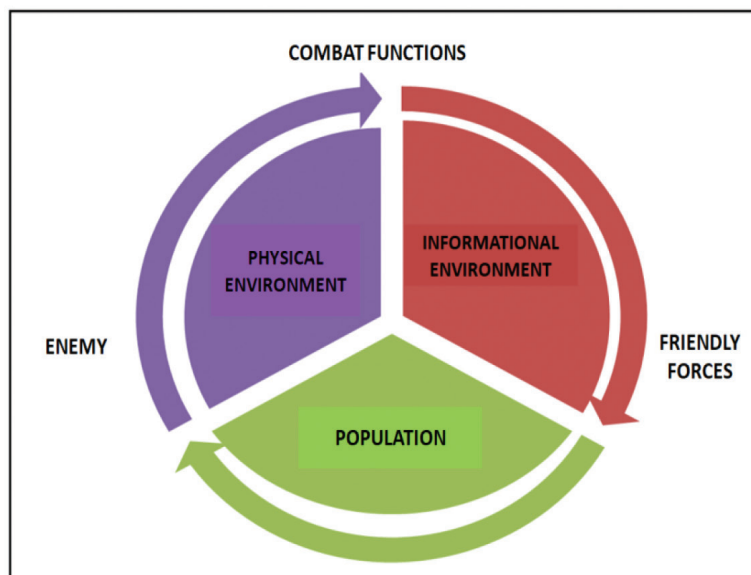 COMBAT FUNCTIONS
PHYSICAL
ENVIRONMENT
INFORMATIONAL
ENVIRONMENT
ENEMY
FRIENDLY
FORCES
POPULATION